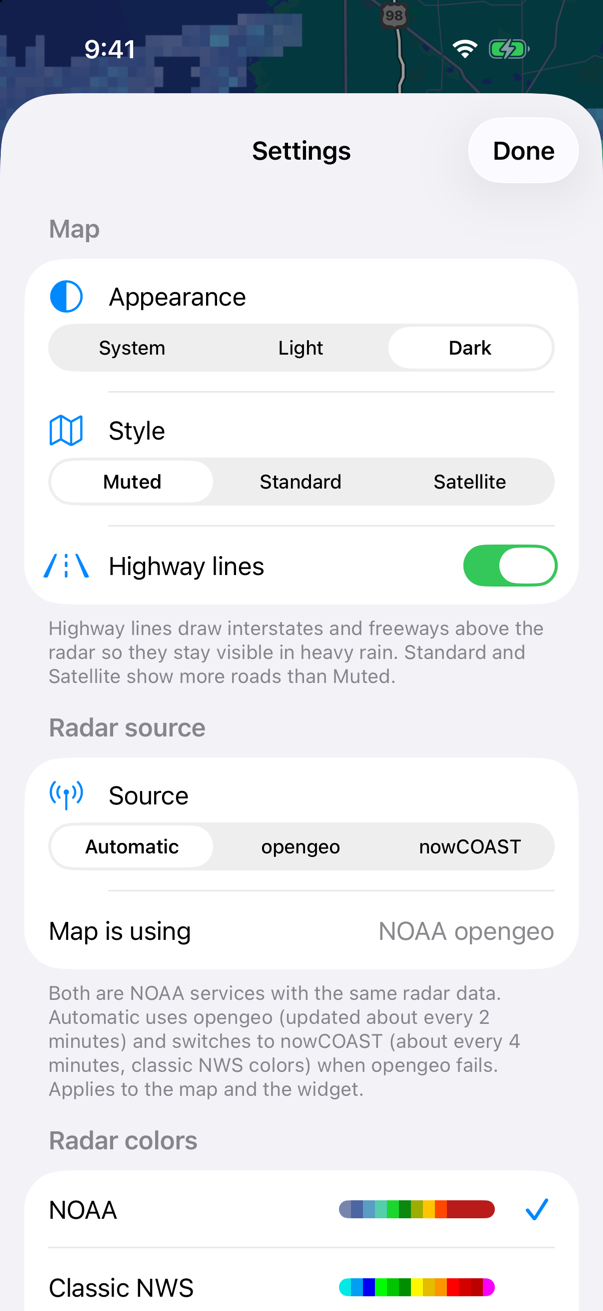 98
9:41
Settings
Done
Map
Appearance
System
Light
Dark
Style
Muted
Standard
Satellite
Highway lines
Highway lines draw interstates and freeways above the
radar so they stay visible in heavy rain. Standard and
Satellite show more roads than Muted.
Radar source
Source
Automatic
opengeo
nowCOAST
Map is using
NOAA opengeo
Both are NOAA services with the same radar data.
Automatic uses opengeo (updated about every 2
minutes) and switches to nowCOAST (about every 4
minutes, classic NWS colors) when opengeo fails.
Applies to the map and the widget.
Radar colors
NOAA
Classic NWS